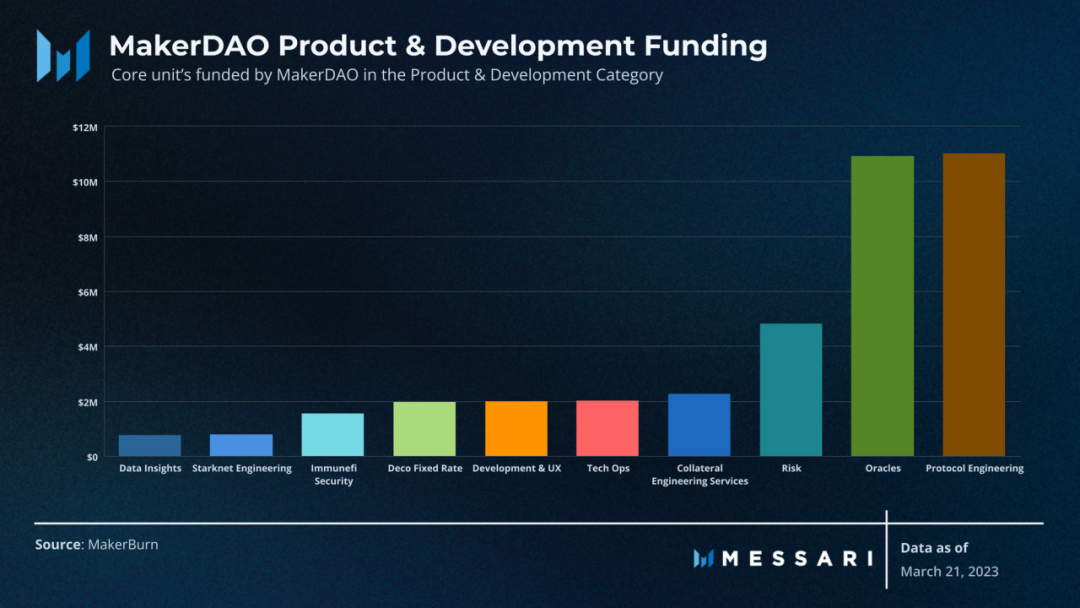 MakerDAO Product & Development Funding
Core unit's funded by MakerDAO in the Product & Development Category
$12M
$10M
$8M
$6M
$4M
$2M
$0
Data Insights
Starknet Engineering
Immunefi
Security
Deco Fixed Rate
Development & UX
Tech Ops
Collateral
Engineering Services
Risk
Oracles
Protocol Engineering
Source: MakerBurn
MESSARI
Data as of
March 21, 2023